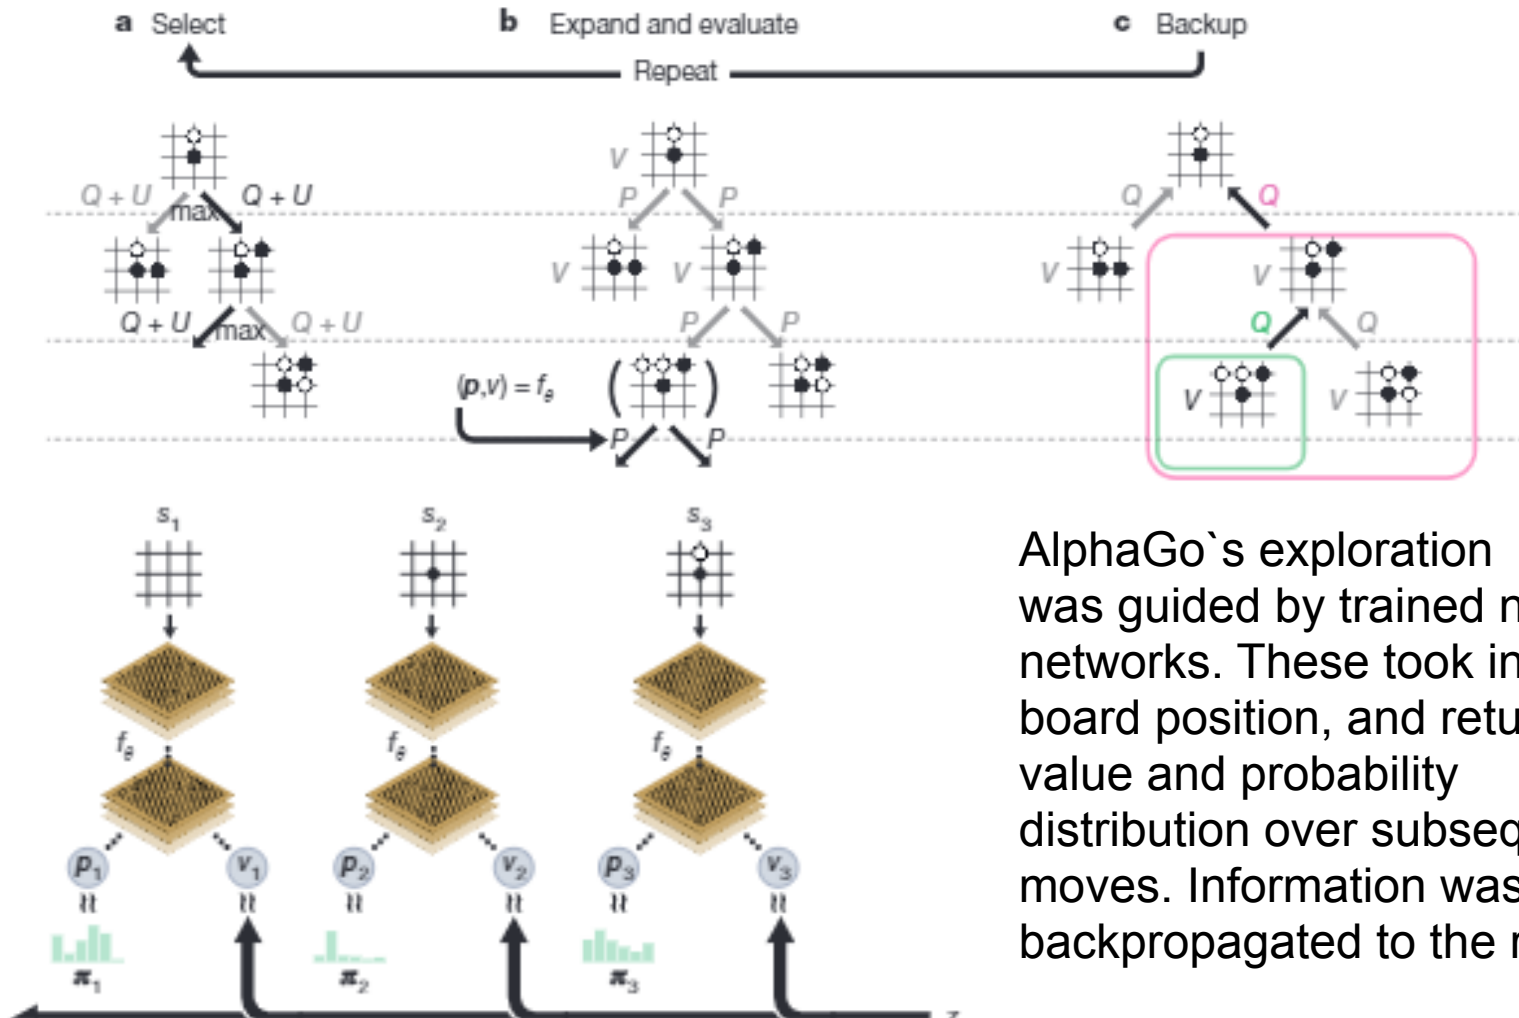 a Select b Expand and evaluate c Backup
Repeat
Q + U max Q + U
V P P
Q Q
V V
V V
Q + U max Q + U
P P
Q Q
(p,v) = fθ ( )
V V
P P
s1 s2 s3
fθ fθ fθ
p1 v1 p2 v2 p3 v3
≈ ≈ ≈ ≈ ≈ ≈
π1 π2 π3
z
AlphaGo`s exploration
was guided by trained n
networks. These took in
board position, and retu
value and probability
distribution over subseq
moves. Information was
backpropagated to the r